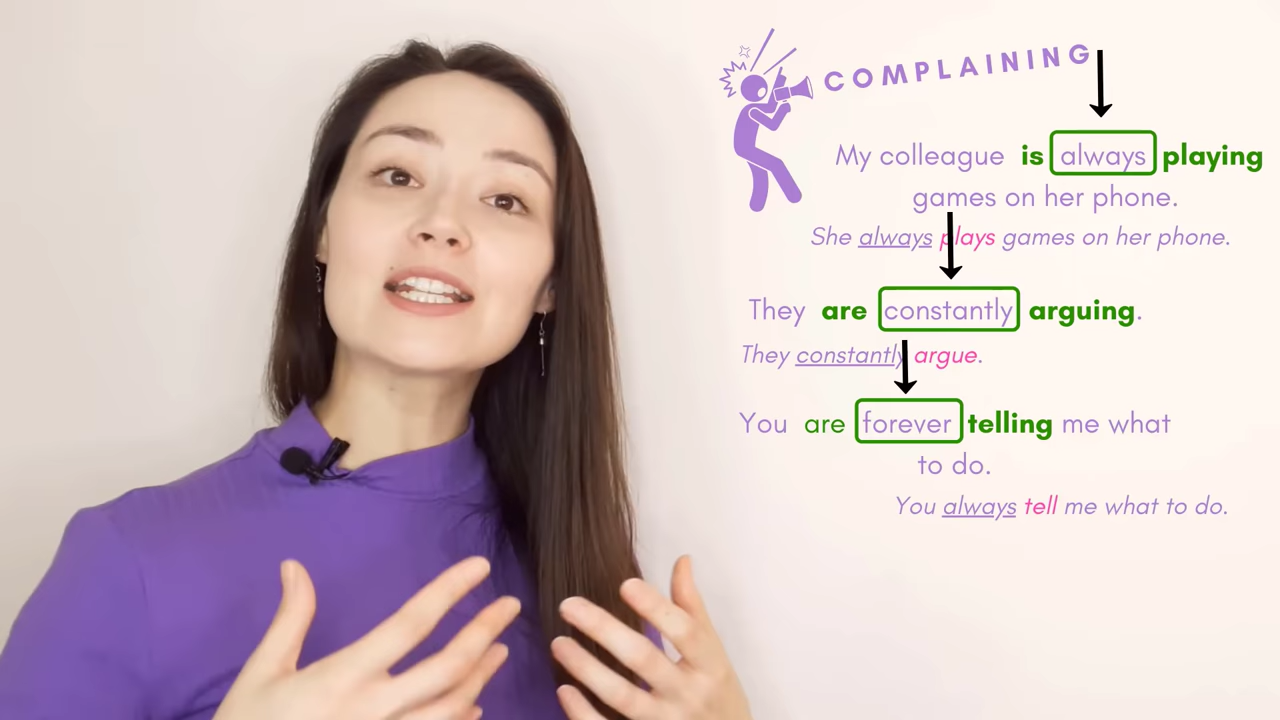 COMPLAINING
My colleague is always playing
games on her phone.
She always plays games on her phone.
They are constantly arguing.
They constantly argue.
You are forever telling me what
to do.
You always tell me what to do.